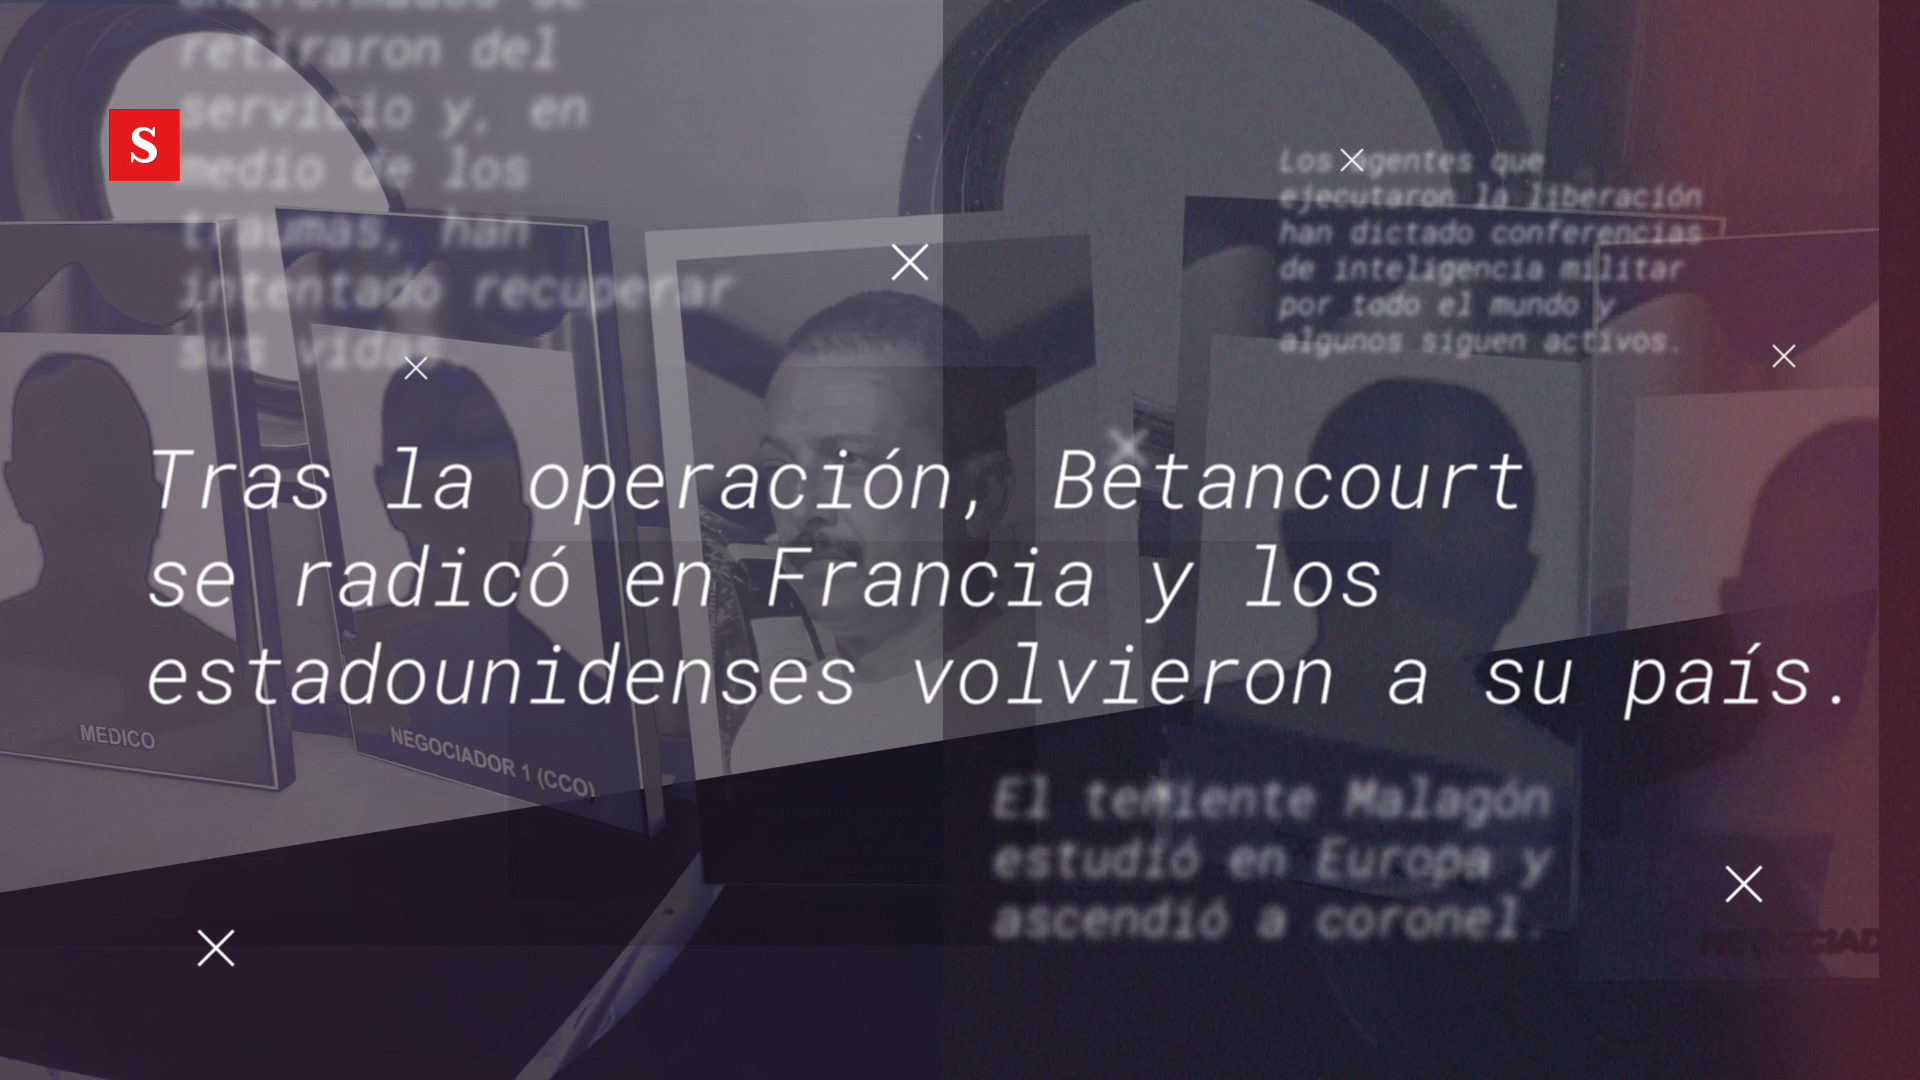 uniformados se
retiraron del
servicio y, en
medio de los
traumas, han
intentado recuperar
sus vidas.
S
Los agentes que
ejecutaron la liberación
han dictado conferencias
de inteligencia militar
por todo el mundo y
algunos siguen activos.
Tras la operación, Betancourt
se radicó en Francia y los
estadounidenses volvieron a su país.
MEDICO
NEGOCIADOR 1 (CCO)
El teniente Malagón
estudió en Europa y
ascendió a coronel.